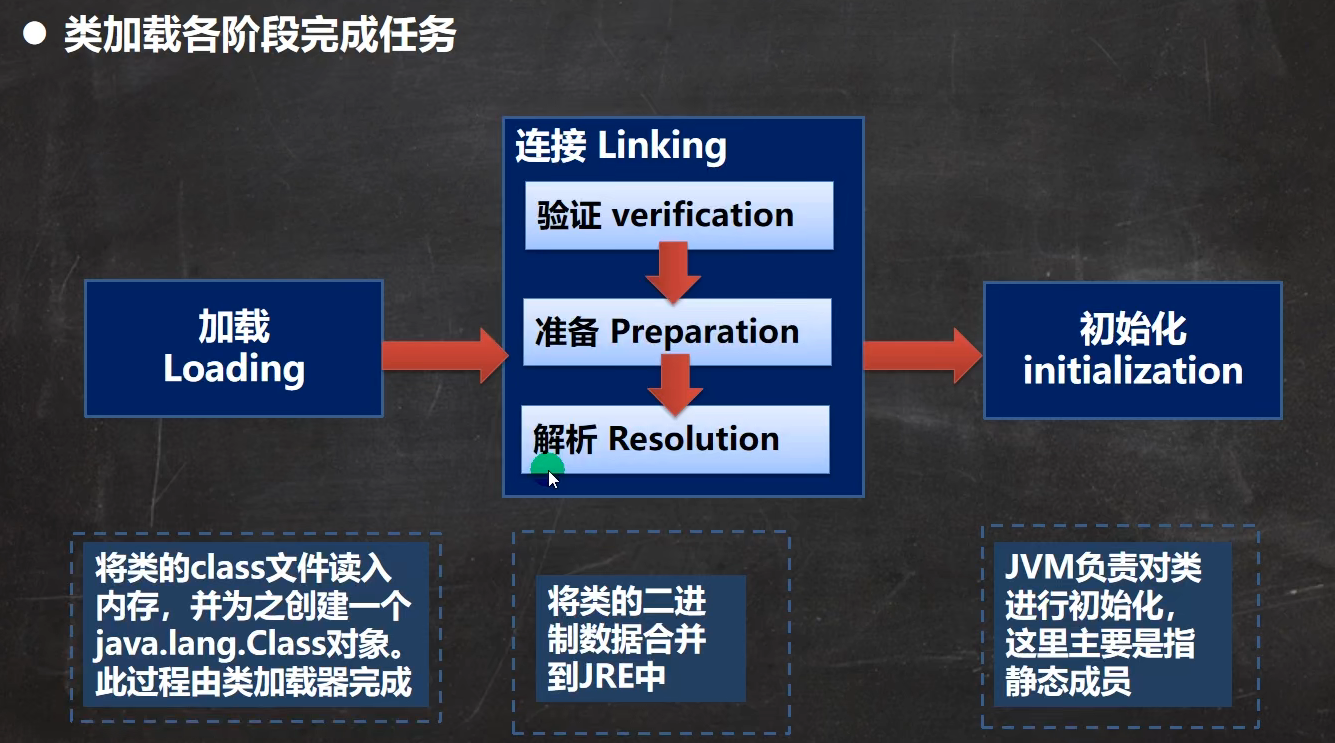 类加载各阶段完成任务
连接 Linking
验证 verification
准备 Preparation
解析 Resolution
加载
Loading
初始化
initialization
将类的class文件读入
内存，并为之创建一个
java.lang.Class对象。
此过程由类加载器完成
将类的二进
制数据合并
到JRE中
JVM负责对类
进行初始化，
这里主要是指
静态成员